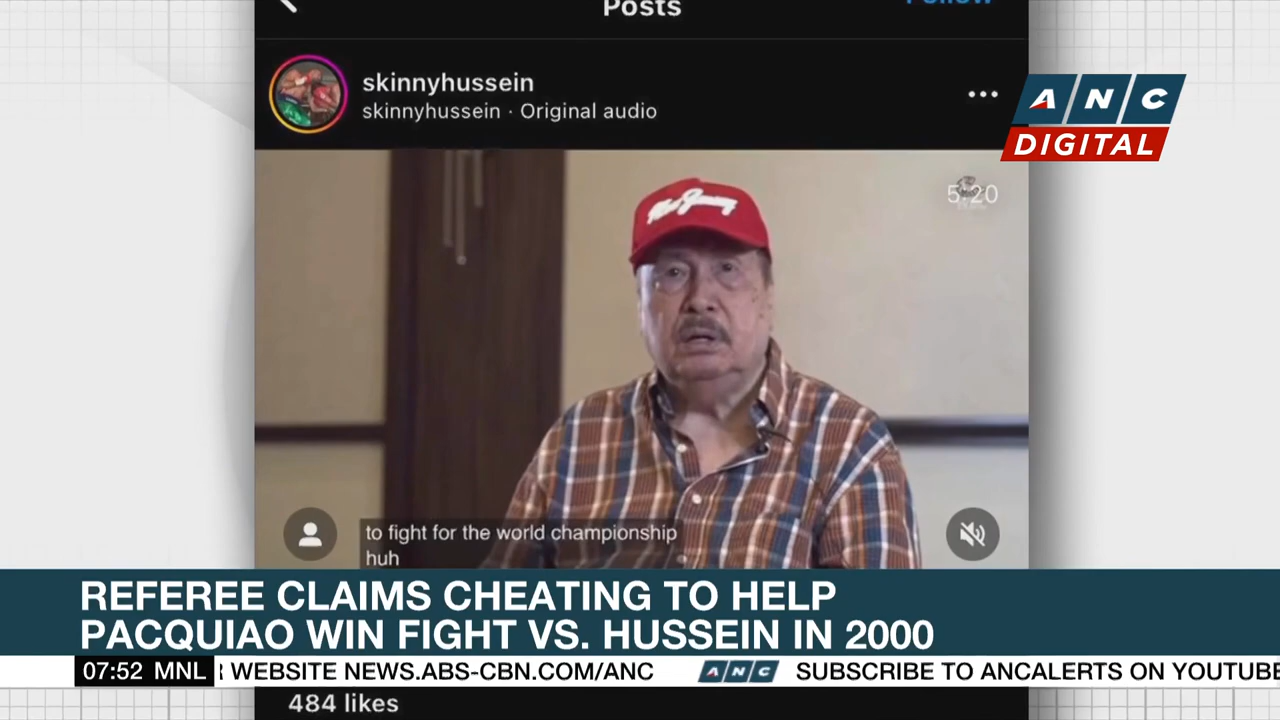 Posts
Follow
skinnyhussein
skinnyhussein · Original audio
ANC
DIGITAL
5:20
to fight for the world championship
huh
REFEREE CLAIMS CHEATING TO HELP
PACQUIAO WIN FIGHT VS. HUSSEIN IN 2000
07:52 MNL
WEBSITE NEWS.ABS-CBN.COM/ANC ANC SUBSCRIBE TO ANCALERTS ON YOUTUBE
484 likes